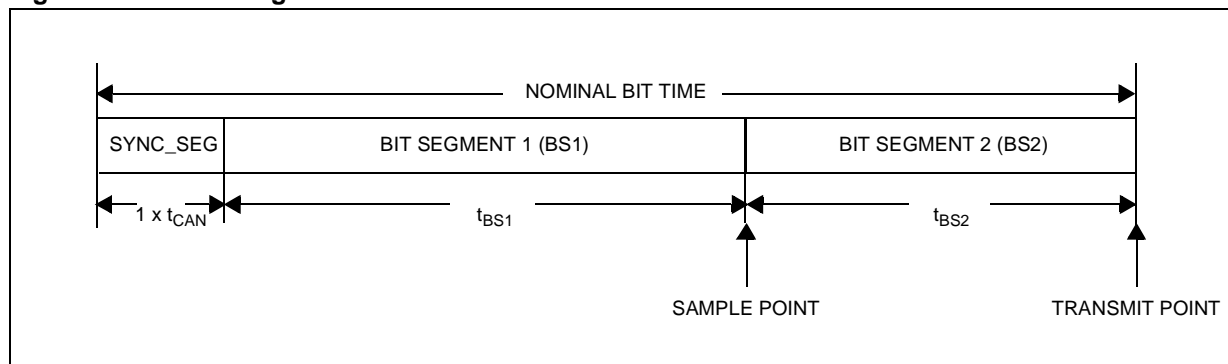 NOMINAL BIT TIME
SYNC_SEG BIT SEGMENT 1 (BS1) BIT SEGMENT 2 (BS2)
1 x tCAN tBS1 tBS2
SAMPLE POINT TRANSMIT POINT